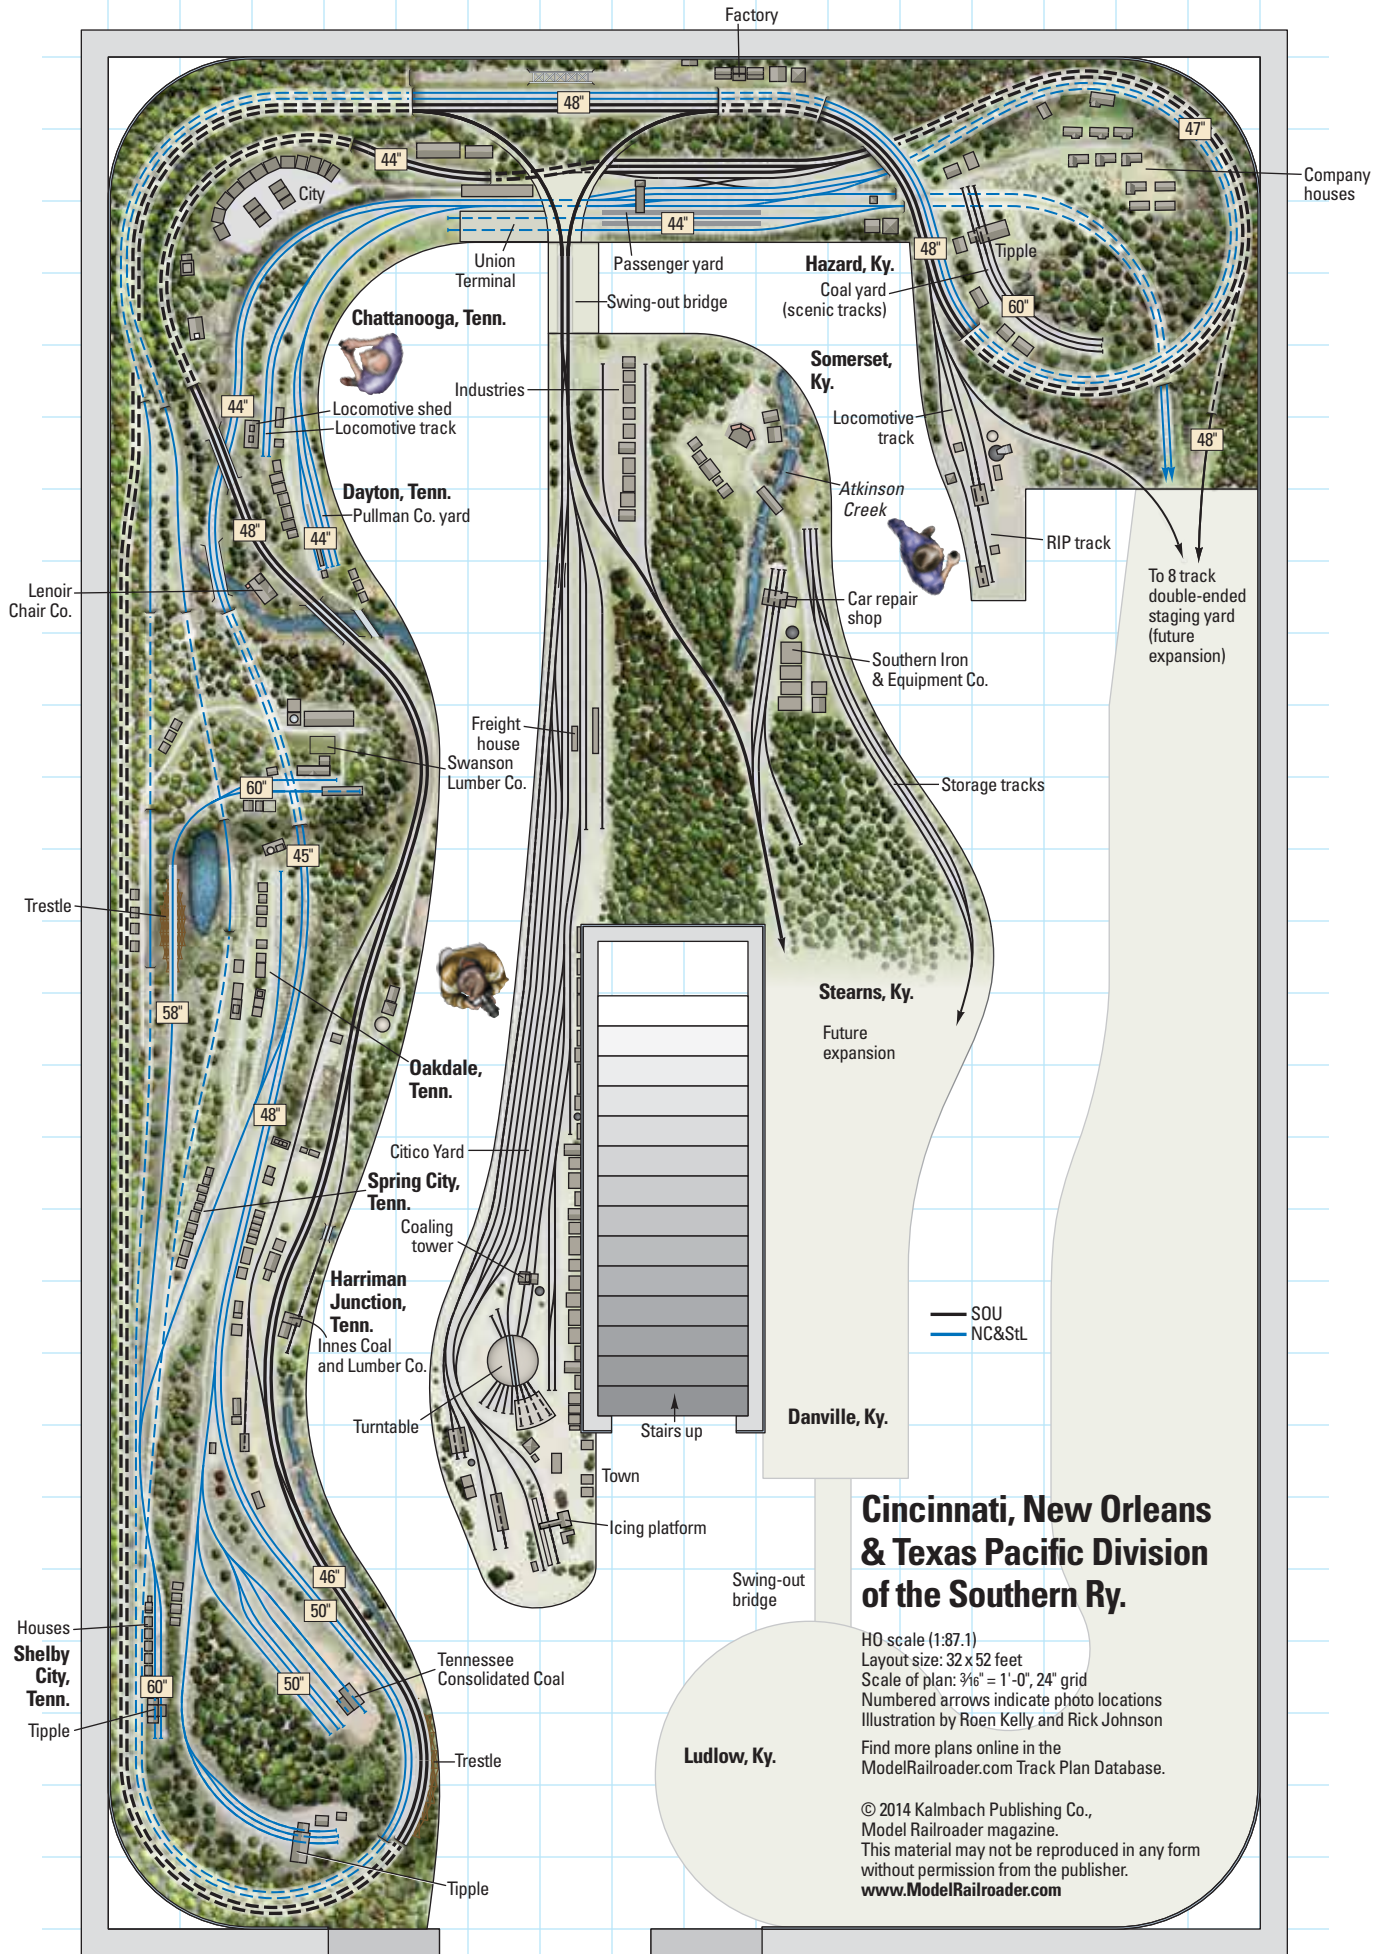 Factory
48"
47"
44"
Company
houses
City
44"
Union
Terminal
Passenger yard
Hazard, Ky.
48"
Tipple
Coal yard
(scenic tracks)
Swing-out bridge
60"
Chattanooga, Tenn.
Somerset,
Ky.
Industries
44"
Locomotive shed
Locomotive track
Locomotive
track
48"
Dayton, Tenn.
Pullman Co. yard
Atkinson
Creek
48"
44"
RIP track
To 8 track
double-ended
staging yard
(future
expansion)
Lenoir
Chair Co.
Car repair
shop
Southern Iron
& Equipment Co.
Freight
house
Swanson
Lumber Co.
60"
Storage tracks
45"
Trestle
58"
Stearns, Ky.
Future
expansion
Oakdale,
Tenn.
48"
Citico Yard
Spring City,
Tenn.
Coaling
tower
Harriman
Junction,
Tenn.
Innes Coal
and Lumber Co.
SOU
NC&StL
Turntable
Stairs up
Danville, Ky.
Town
Icing platform
Cincinnati, New Orleans
& Texas Pacific Division
of the Southern Ry.
46"
50"
Swing-out
bridge
Houses
Shelby
City,
Tenn.
60"
Tipple
50"
Tennessee
Consolidated Coal
HO scale (1:87.1)
Layout size: 32 x 52 feet
Scale of plan: 3⁄16" = 1'-0", 24" grid
Numbered arrows indicate photo locations
Illustration by Roen Kelly and Rick Johnson
Trestle
Ludlow, Ky.
Find more plans online in the
ModelRailroader.com Track Plan Database.
© 2014 Kalmbach Publishing Co.,
Model Railroader magazine.
This material may not be reproduced in any form
without permission from the publisher.
www.ModelRailroader.com
Tipple